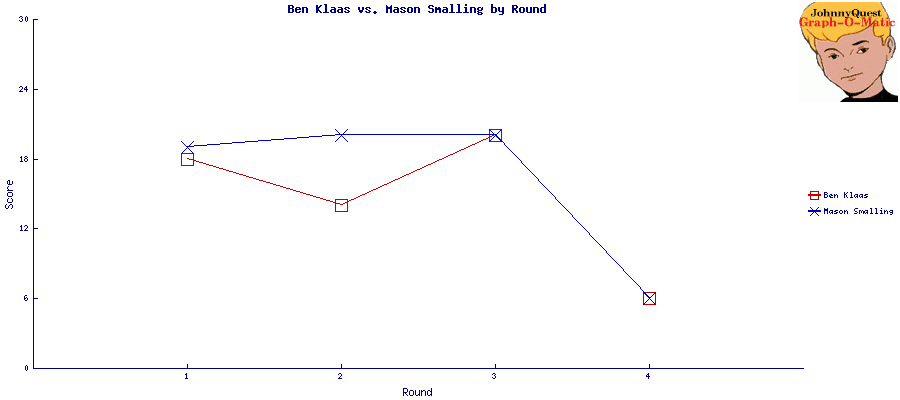 Ben Klaas vs. Mason Smalling by Round
JohnnyQuest
Graph-O-Matic
30
24
18
12
6
0
Score
1 2 3 4
Round
Ben Klaas
Mason Smalling